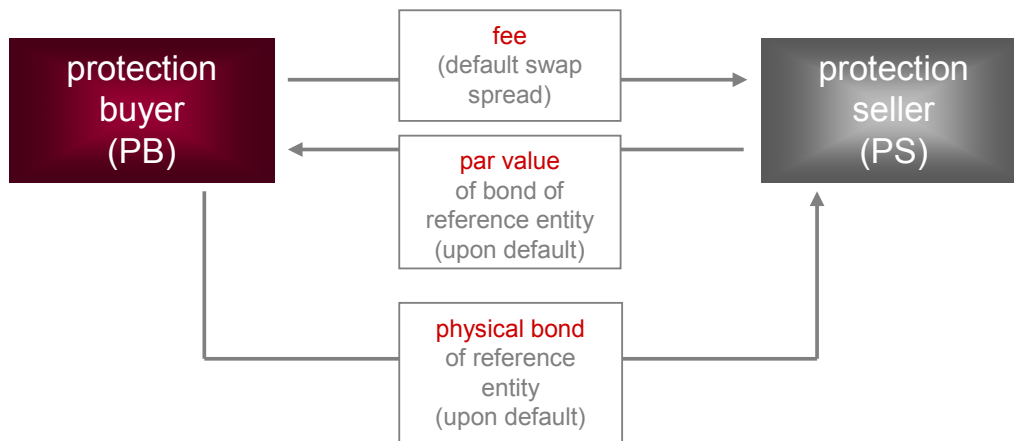 protection
buyer
(PB)
fee
(default swap
spread)
protection
seller
(PS)
par value
of bond of
reference entity
(upon default)
physical bond
of reference
entity
(upon default)